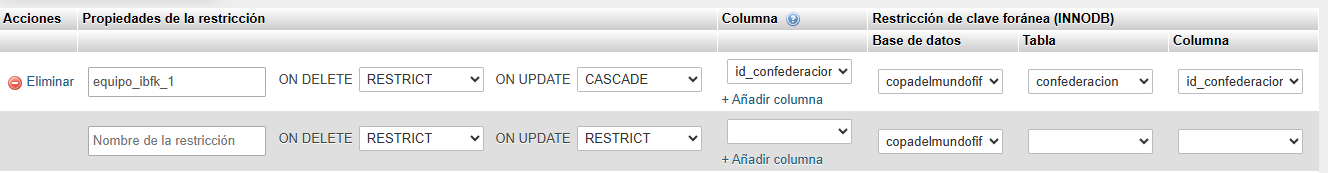 Acciones Propiedades de la restricción Columna Restricción de clave foránea (INNODB)
Base de datos Tabla Columna
Eliminar equipo_ibfk_1 ON DELETE RESTRICT ON UPDATE CASCADE id_confederacior copadelmundofif confederacion id_confederacior
+ Añadir columna
Nombre de la restricción ON DELETE RESTRICT ON UPDATE RESTRICT copadelmundofif
+ Añadir columna